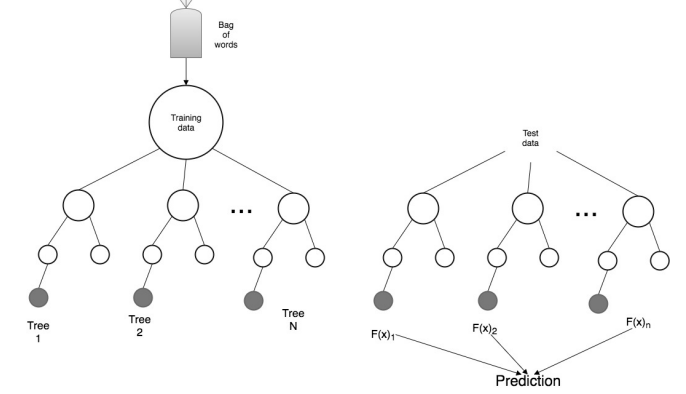 Bag
of
words
Training
data
...
Tree
1
Tree
2
Tree
N
Test
data
...
F(x)₁
F(x)₂
F(x)ₙ
Prediction